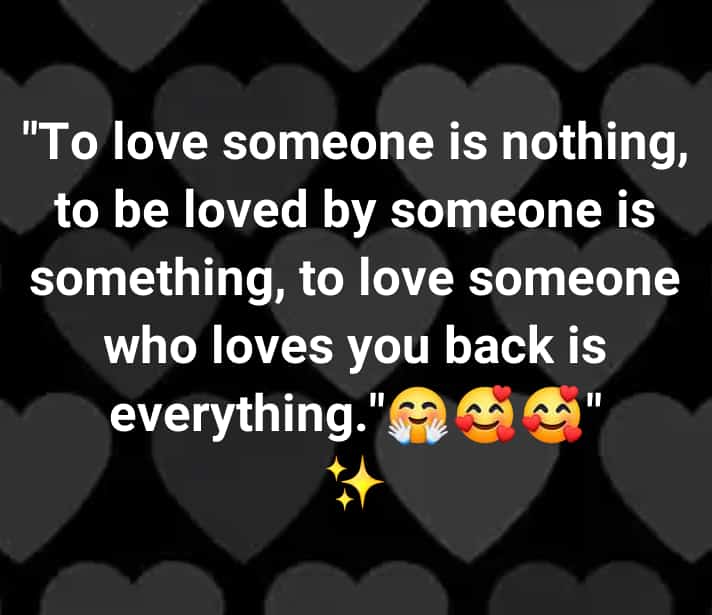 "To love someone is nothing,
to be loved by someone is
something, to love someone
who loves you back is
everything."🤗🥰🥰"
✨